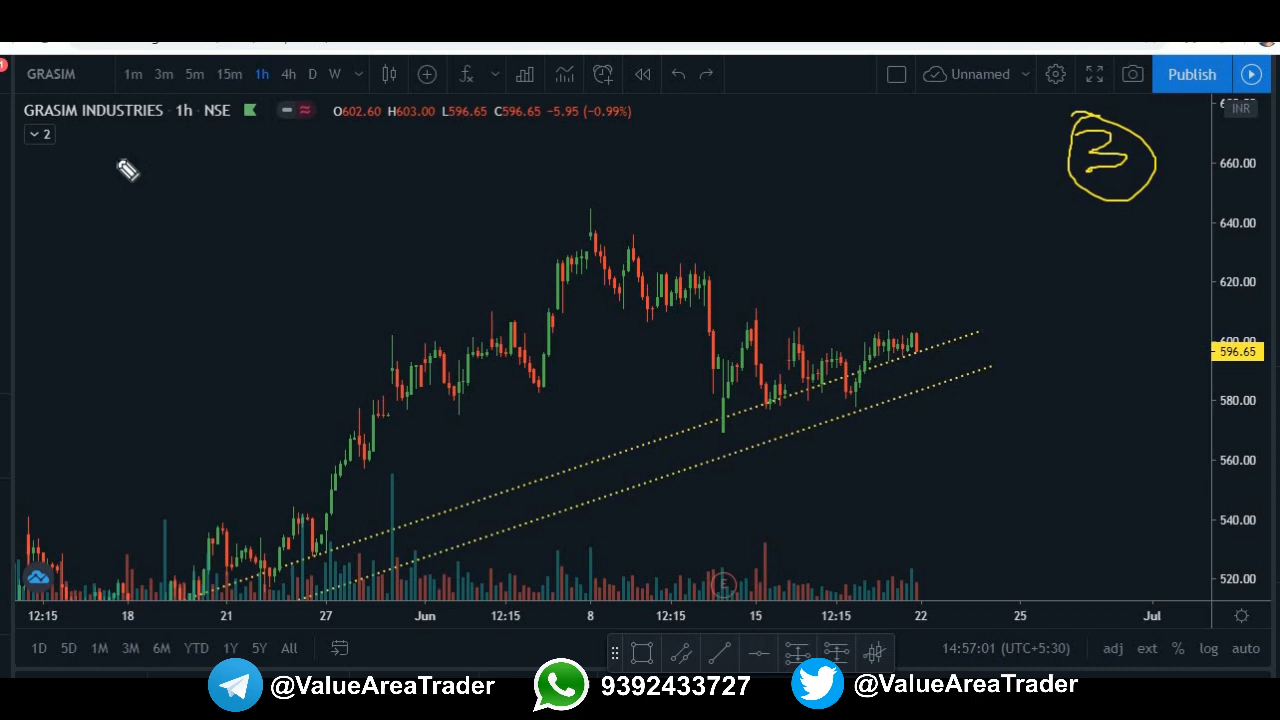 GRASIM 1m 3m 5m 15m 1h 4h D W Unnamed Publish
GRASIM INDUSTRIES · 1h · NSE O602.60 H603.00 L596.65 C596.65 -5.95 (-0.99%) INR
2
3
660.00
640.00
620.00
600.00
596.65
580.00
560.00
540.00
520.00
E
12:15 18 21 27 Jun 12:15 8 12:15 15 12:15 22 25 Jul
1D 5D 1M 3M 6M YTD 1Y 5Y All 14:57:01 (UTC+5:30) adj ext % log auto
@ValueAreaTrader 9392433727 @ValueAreaTrader